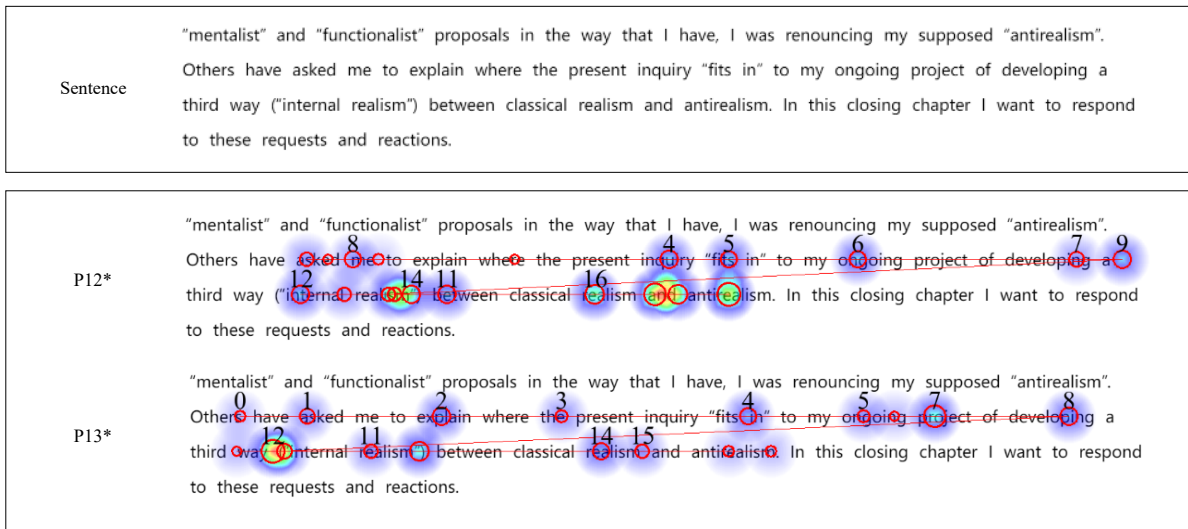 "mentalist" and "functionalist" proposals in the way that I have, I was renouncing my supposed "antirealism".
Others have asked me to explain where the present inquiry "fits in" to my ongoing project of developing a
Sentence
third way ("internal realism") between classical realism and antirealism. In this closing chapter I want to respond
to these requests and reactions.
"mentalist" and "functionalist" proposals in the way that I have, I was renouncing my supposed "antirealism".
8 4 5 6 7 9
Others have asked me to explain where the present inquiry "fits in" to my ongoing project of developing a
P12*
12 14 11 16
third way ("internal realism") between classical realism and antirealism. In this closing chapter I want to respond
to these requests and reactions.
"mentalist" and "functionalist" proposals in the way that I have, I was renouncing my supposed "antirealism".
0 1 2 3 4 5 7 8
Others have asked me to explain where the present inquiry "fits in" to my ongoing project of developing a
P13*
12 11 14 15
third way ("internal realism") between classical realism and antirealism. In this closing chapter I want to respond
to these requests and reactions.